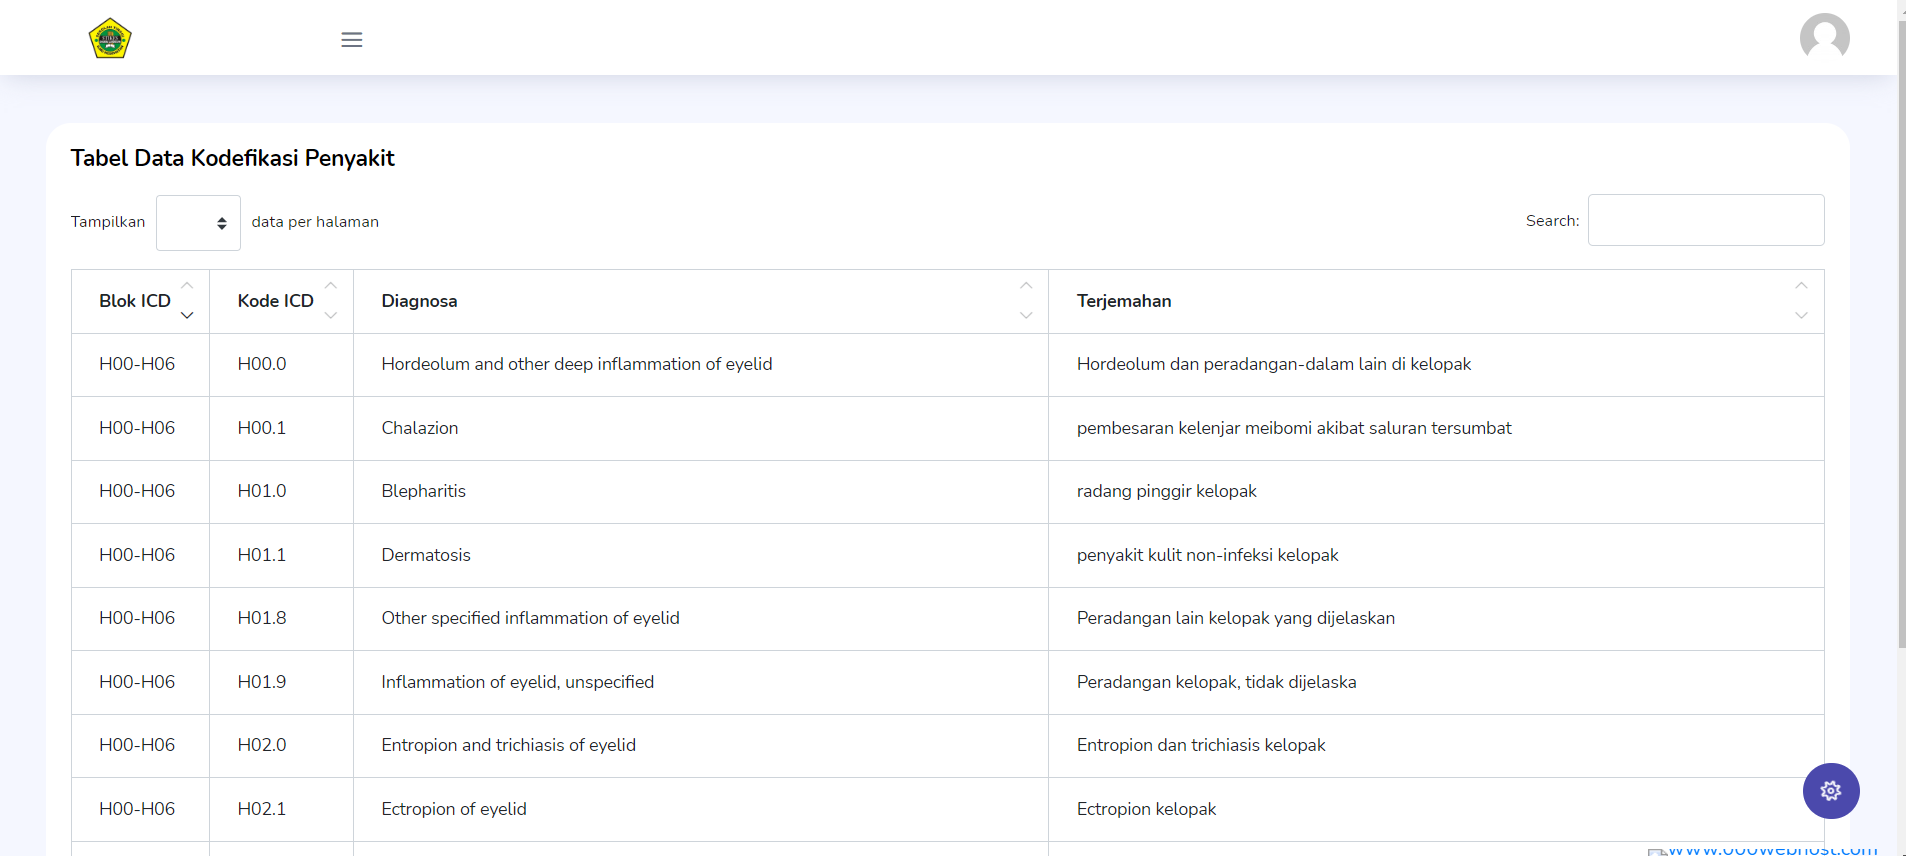 Tabel Data Kodefikasi Penyakit
Tampilkan data per halaman Search:
Blok ICD Kode ICD Diagnosa Terjemahan
H00-H06 H00.0 Hordeolum and other deep inflammation of eyelid Hordeolum dan peradangan-dalam lain di kelopak
H00-H06 H00.1 Chalazion pembesaran kelenjar meibomi akibat saluran tersumbat
H00-H06 H01.0 Blepharitis radang pinggir kelopak
H00-H06 H01.1 Dermatosis penyakit kulit non-infeksi kelopak
H00-H06 H01.8 Other specified inflammation of eyelid Peradangan lain kelopak yang dijelaskan
H00-H06 H01.9 Inflammation of eyelid, unspecified Peradangan kelopak, tidak dijelaska
H00-H06 H02.0 Entropion and trichiasis of eyelid Entropion dan trichiasis kelopak
H00-H06 H02.1 Ectropion of eyelid Ectropion kelopak
www.000webhost.com